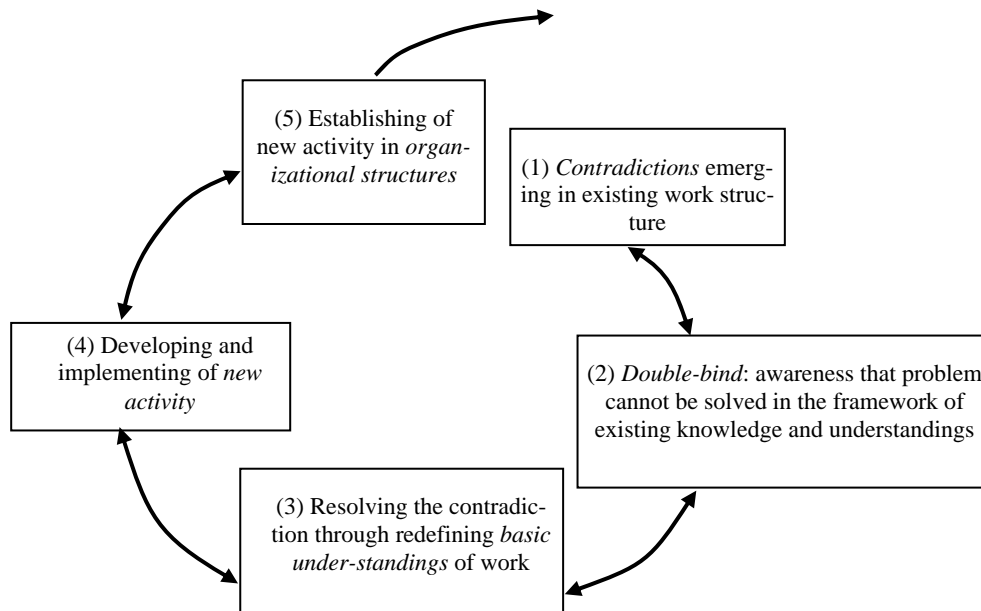 (5) Establishing of
new activity in organ-
izational structures
(1) Contradictions emerg-
ing in existing work struc-
ture
(2) Double-bind: awareness that problem
cannot be solved in the framework of
existing knowledge and understandings
(3) Resolving the contradic-
tion through redefining basic
under-standings of work
(4) Developing and
implementing of new
activity